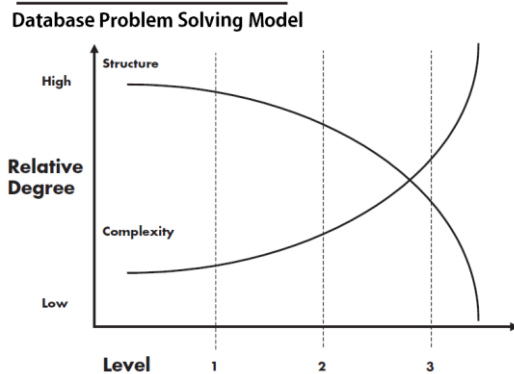 Database Problem Solving Model
Structure
High
Relative
Degree
Complexity
Low
Level 1 2 3